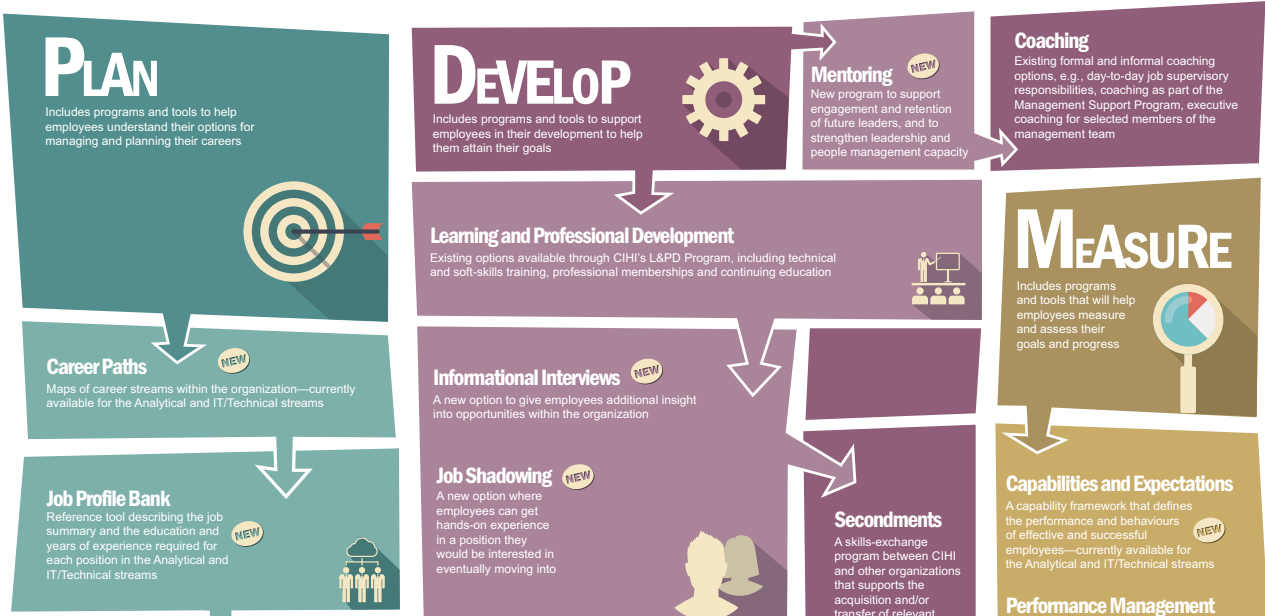 PLAN
Includes programs and tools to help
employees understand their options for
managing and planning their careers
Career Paths
NEW
Maps of career streams within the organization—currently
available for the Analytical and IT/Technical streams
Job Profile Bank
Reference tool describing the job
summary and the education and
years of experience required for
each position in the Analytical and
IT/Technical streams
NEW
DEVELOP
Includes programs and tools to support
employees in their development to help
them attain their goals
Mentoring
NEW
New program to support
engagement and retention
of future leaders, and to
strengthen leadership and
people management capacity
Coaching
Existing formal and informal coaching
options, e.g., day-to-day job supervisory
responsibilities, coaching as part of the
Management Support Program, executive
coaching for selected members of the
management team
Learning and Professional Development
Existing options available through CIHI's L&PD Program, including technical
and soft-skills training, professional memberships and continuing education
Informational Interviews
NEW
A new option to give employees additional insight
into opportunities within the organization
Job Shadowing
NEW
A new option where
employees can get
hands-on experience
in a position they
would be interested in
eventually moving into
Secondments
A skills-exchange
program between CIHI
and other organizations
that supports the
acquisition and/or
transfer of relevant
MEASURE
Includes programs
and tools that will help
employees measure
and assess their
goals and progress
Capabilities and Expectations
A capability framework that defines
the performance and behaviours
of effective and successful
employees—currently available for
the Analytical and IT/Technical streams
NEW
Performance Management